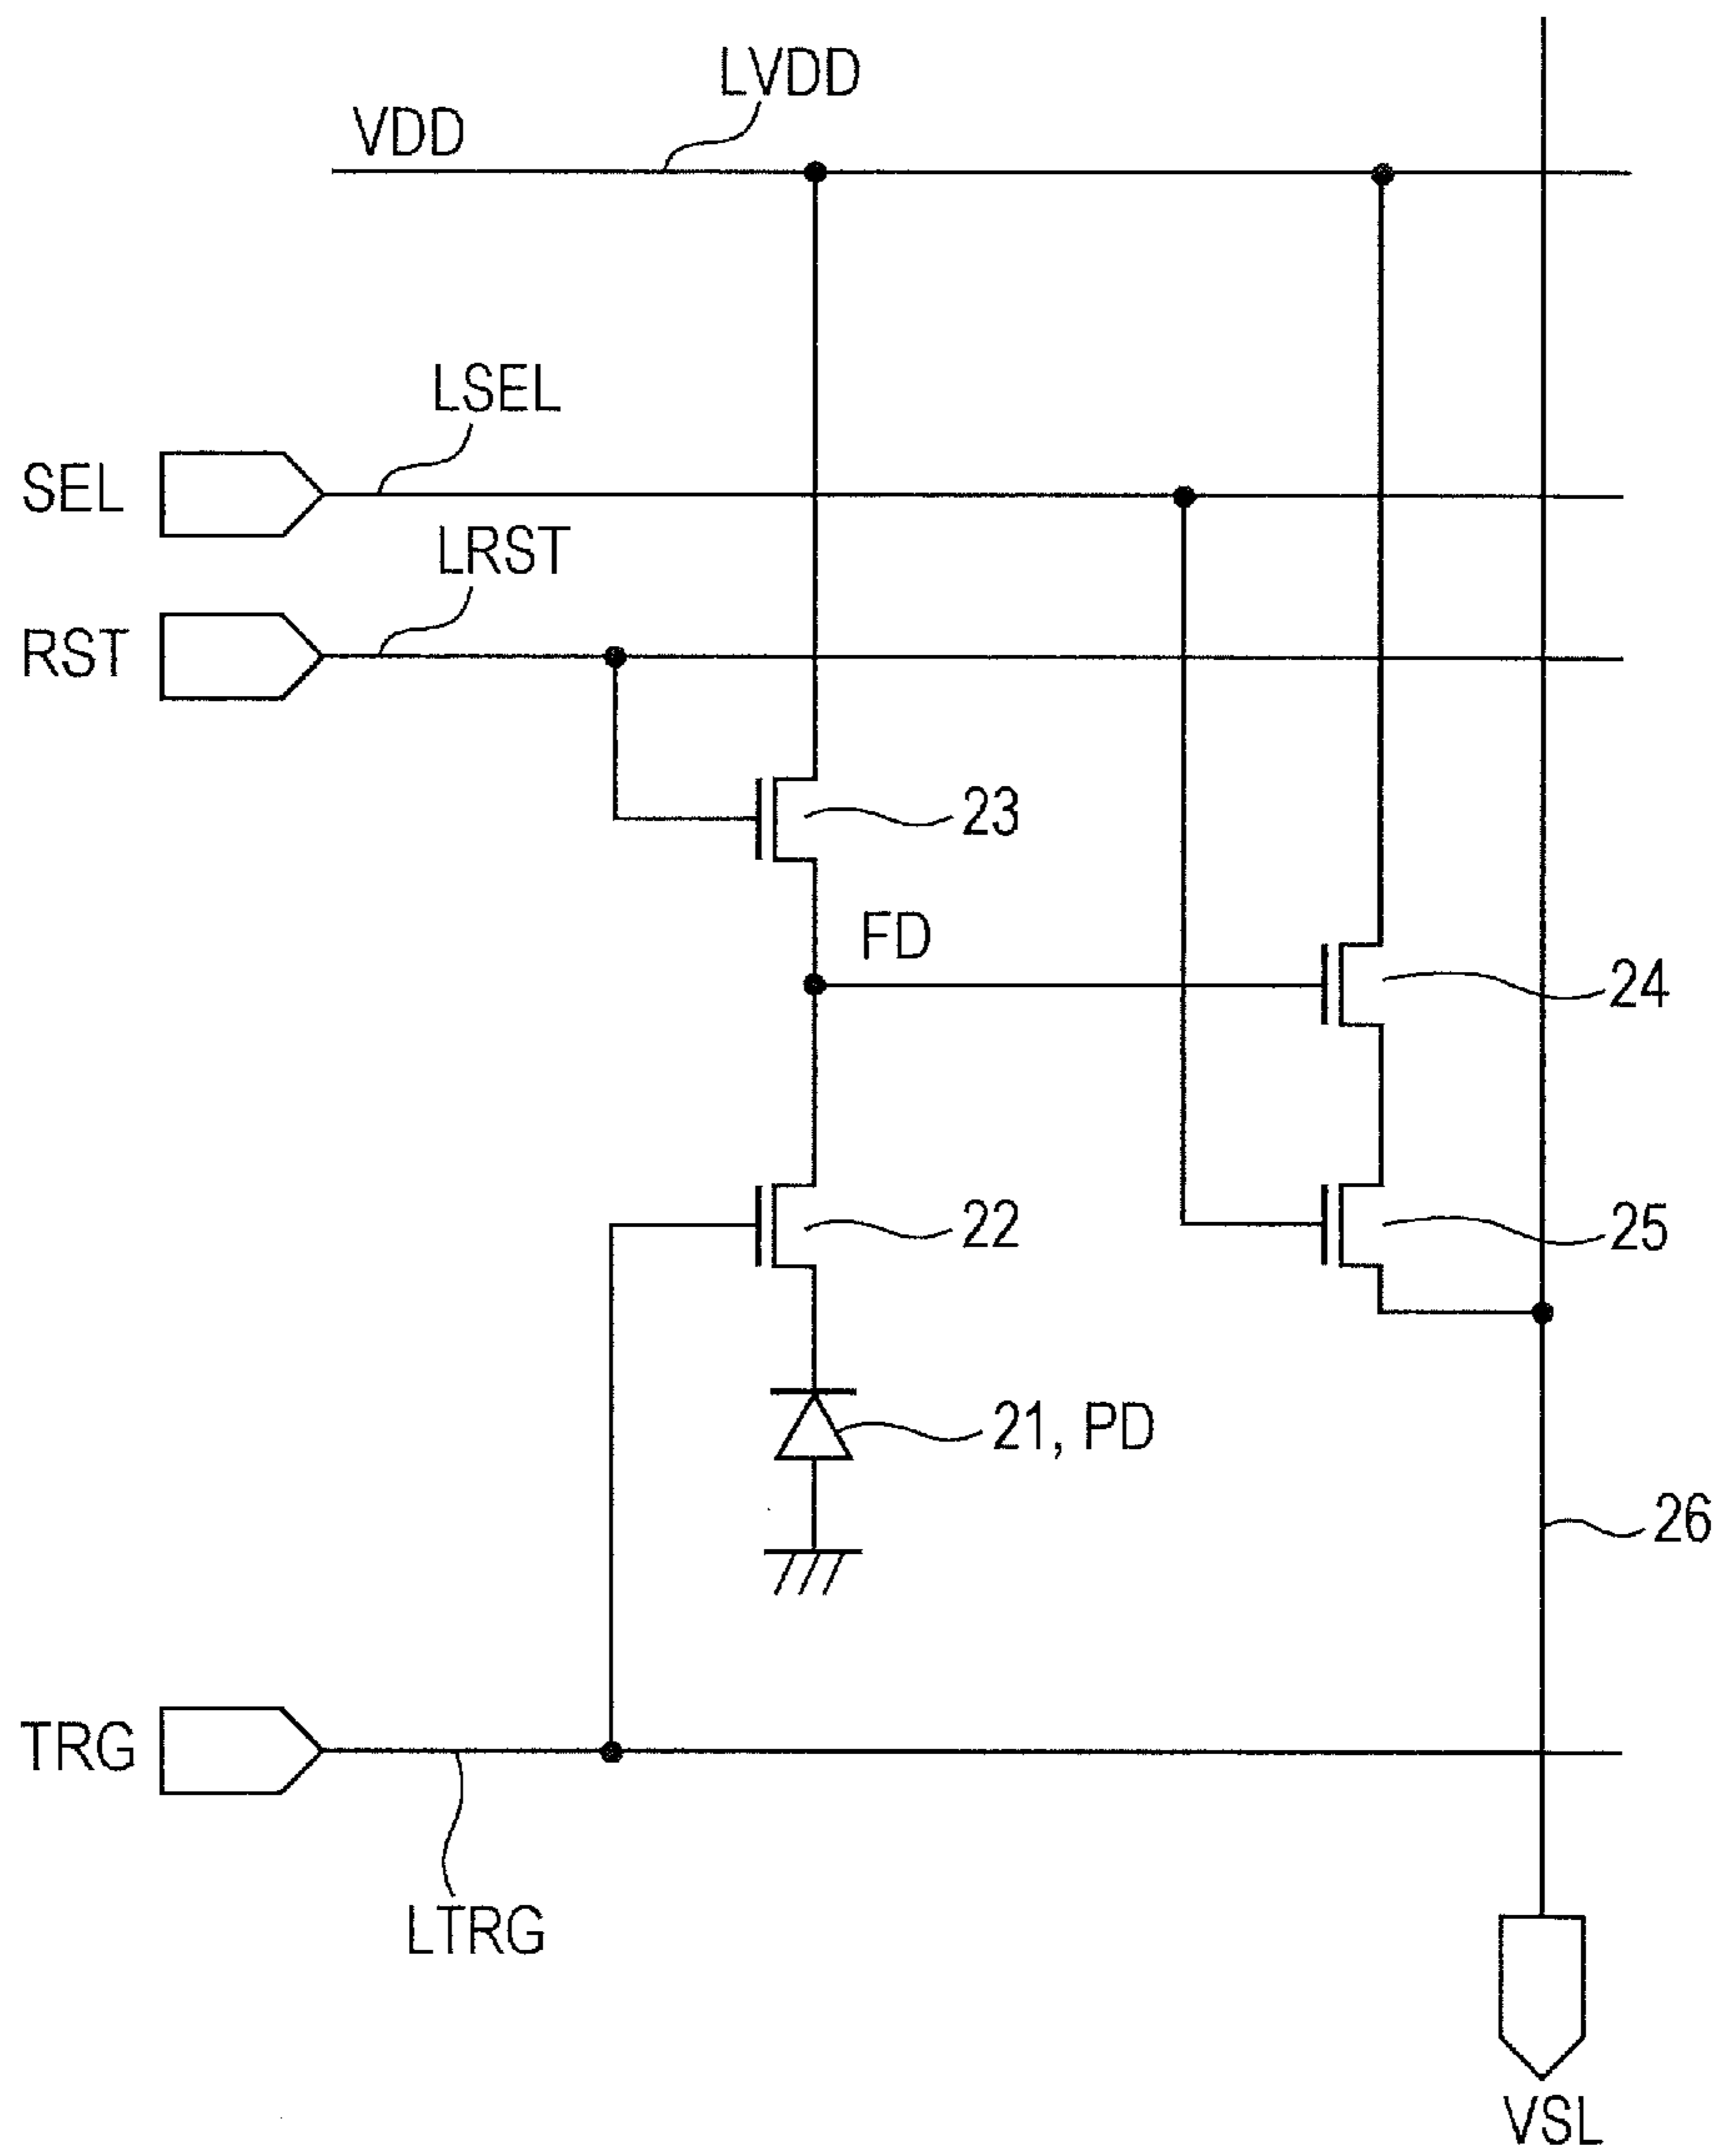 LVDD
VDD
LSEL
SEL
LRST
RST
23
FD
24
22
25
21, PD
26
TRG
LTRG
VSL